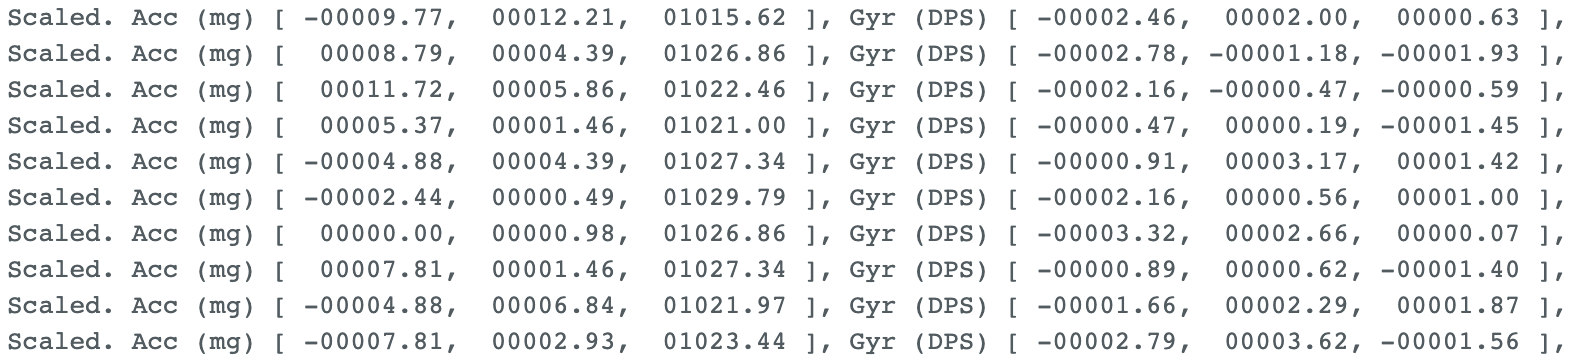 Scaled. Acc (mg) [ -00009.77,  00012.21,  01015.62 ], Gyr (DPS) [ -00002.46,  00002.00,  00000.63 ],
Scaled. Acc (mg) [  00008.79,  00004.39,  01026.86 ], Gyr (DPS) [ -00002.78, -00001.18, -00001.93 ],
Scaled. Acc (mg) [  00011.72,  00005.86,  01022.46 ], Gyr (DPS) [ -00002.16, -00000.47, -00000.59 ],
Scaled. Acc (mg) [  00005.37,  00001.46,  01021.00 ], Gyr (DPS) [ -00000.47,  00000.19, -00001.45 ],
Scaled. Acc (mg) [ -00004.88,  00004.39,  01027.34 ], Gyr (DPS) [ -00000.91,  00003.17,  00001.42 ],
Scaled. Acc (mg) [ -00002.44,  00000.49,  01029.79 ], Gyr (DPS) [ -00002.16,  00000.56,  00001.00 ],
Scaled. Acc (mg) [  00000.00,  00000.98,  01026.86 ], Gyr (DPS) [ -00003.32,  00002.66,  00000.07 ],
Scaled. Acc (mg) [  00007.81,  00001.46,  01027.34 ], Gyr (DPS) [ -00000.89,  00000.62, -00001.40 ],
Scaled. Acc (mg) [ -00004.88,  00006.84,  01021.97 ], Gyr (DPS) [ -00001.66,  00002.29,  00001.87 ],
Scaled. Acc (mg) [ -00007.81,  00002.93,  01023.44 ], Gyr (DPS) [ -00002.79,  00003.62, -00001.56 ],